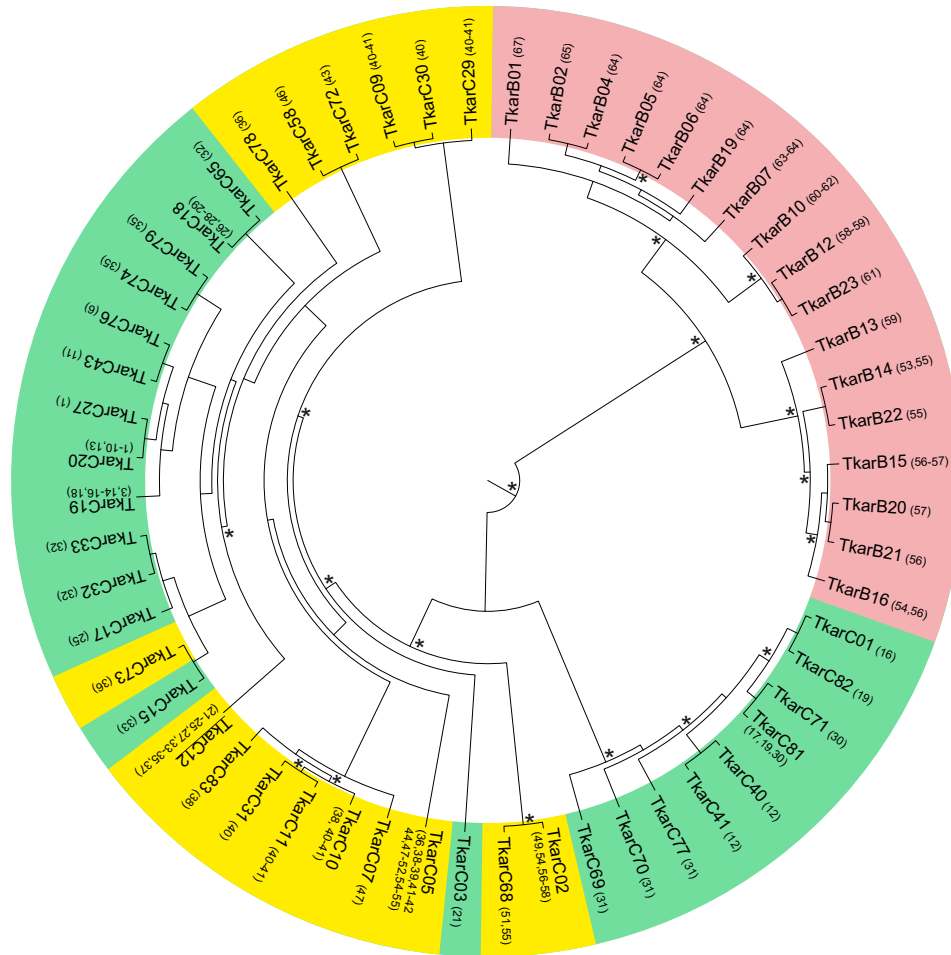 TkarB01 (67)
TkarB02 (65)
TkarB04 (64)
TkarB05 (64)
TkarB06 (64)
TkarB19 (64)
TkarB07 (63-64)
TkarB10 (60-62)
TkarB12 (58-59)
TkarB23 (61)
TkarB13 (59)
TkarB14 (53,55)
TkarB22 (55)
TkarB15 (56-57)
TkarB20 (57)
TkarB21 (56)
TkarB16 (54,56)
TkarC01 (16)
TkarC82 (19)
TkarC71 (30)
TkarC81
(17,19,30)
TkarC40 (12)
TkarC41 (12)
TkarC77 (31)
TkarC70 (31)
TkarC69 (31)
TkarC02
(49,54,56-58)
TkarC68 (51,55)
TkarC03 (21)
TkarC05
(36,38-39,41-42
44,47-52,54-55)
TkarC07 (47)
TkarC10
(38, 40-41)
TkarC11 (40-41)
TkarC31 (40)
TkarC83 (38)
TkarC12
(21-25,27,33-35,37)
TkarC15 (33)
TkarC73 (36)
TkarC17 (25)
TkarC32 (32)
TkarC33 (32)
TkarC19
(3,14-16,18)
TkarC20
(1-10,13)
TkarC27 (1)
TkarC43 (11)
TkarC76 (6)
TkarC74 (35)
TkarC79 (35)
TkarC18
(26,28-29)
TkarC65 (32)
TkarC78 (36)
TkarC58 (46)
TkarC72 (43)
TkarC09 (40-41)
TkarC30 (40)
TkarC29 (40-41)